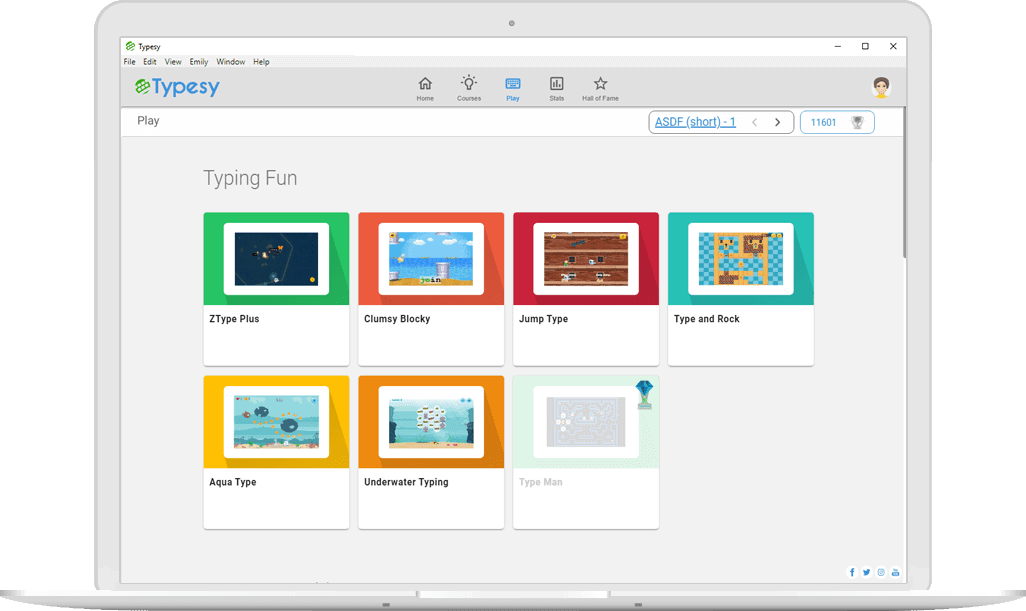 Typesy
File Edit View Emily Window Help
Typesy
Home Courses Play Stats Hall of Fame
Play
ASDF (short) - 1
11601
Typing Fun
ZType Plus
Clumsy Blocky
Jump Type
Type and Rock
join
Aqua Type
Underwater Typing
Type Man